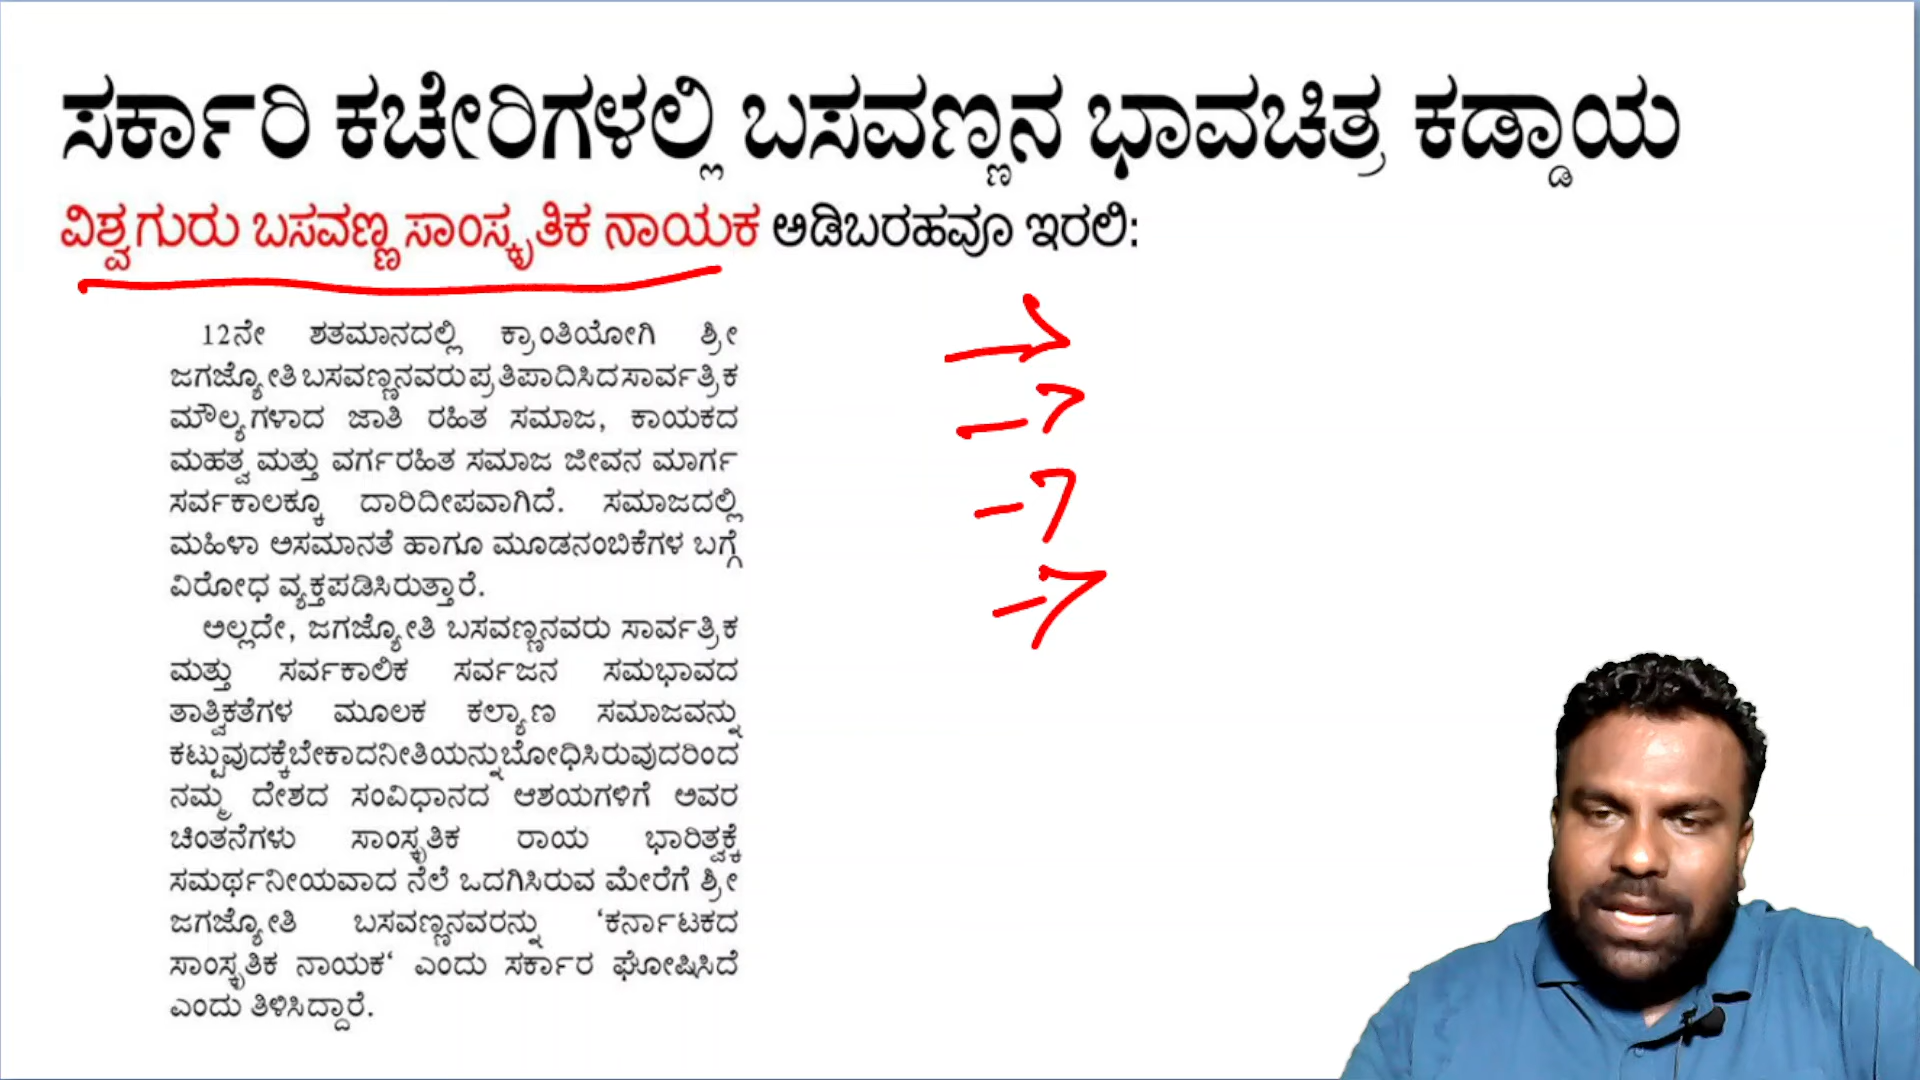 ಸರ್ಕಾರಿ ಕಚೇರಿಗಳಲ್ಲಿ ಬಸವಣ್ಣನ ಭಾವಚಿತ್ರ ಕಡ್ಡಾಯ
ವಿಶ್ವಗುರು ಬಸವಣ್ಣ ಸಾಂಸ್ಕೃತಿಕ ನಾಯಕ ಅಡಿಬರಹವೂ ಇರಲಿ:
12ನೇ ಶತಮಾನದಲ್ಲಿ ಕ್ರಾಂತಿಯೋಗಿ ಶ್ರೀ
ಜಗಜ್ಯೋತಿ ಬಸವಣ್ಣನವರು ಪ್ರತಿಪಾದಿಸಿದ ಸಾರ್ವತ್ರಿಕ
ಮೌಲ್ಯಗಳಾದ ಜಾತಿ ರಹಿತ ಸಮಾಜ, ಕಾಯಕದ
ಮಹತ್ವ ಮತ್ತು ವರ್ಗರಹಿತ ಸಮಾಜ ಜೀವನ ಮಾರ್ಗ
ಸರ್ವಕಾಲಕ್ಕೂ ದಾರಿದೀಪವಾಗಿದೆ. ಸಮಾಜದಲ್ಲಿ
ಮಹಿಳಾ ಅಸಮಾನತೆ ಹಾಗೂ ಮೂಡನಂಬಿಕೆಗಳ ಬಗ್ಗೆ
ವಿರೋಧ ವ್ಯಕ್ತಪಡಿಸಿರುತ್ತಾರೆ.
ಅಲ್ಲದೇ, ಜಗಜ್ಯೋತಿ ಬಸವಣ್ಣನವರು ಸಾರ್ವತ್ರಿಕ
ಮತ್ತು ಸರ್ವಕಾಲಿಕ ಸರ್ವಜನ ಸಮಭಾವದ
ತಾತ್ವಿಕತೆಗಳ ಮೂಲಕ ಕಲ್ಯಾಣ ಸಮಾಜವನ್ನು
ಕಟ್ಟುವುದಕ್ಕೆ ಬೇಕಾದ ನೀತಿಯನ್ನು ಬೋಧಿಸಿರುವುದರಿಂದ
ನಮ್ಮ ದೇಶದ ಸಂವಿಧಾನದ ಆಶಯಗಳಿಗೆ ಅವರ
ಚಿಂತನೆಗಳು ಸಾಂಸ್ಕೃತಿಕ ರಾಯ ಭಾರಿತ್ವಕ್ಕೆ
ಸಮರ್ಥನೀಯವಾದ ನೆಲೆ ಒದಗಿಸಿರುವ ಮೇರೆಗೆ ಶ್ರೀ
ಜಗಜ್ಯೋತಿ ಬಸವಣ್ಣನವರನ್ನು ‘ಕರ್ನಾಟಕದ
ಸಾಂಸ್ಕೃತಿಕ ನಾಯಕ‘ ಎಂದು ಸರ್ಕಾರ ಘೋಷಿಸಿದೆ
ಎಂದು ತಿಳಿಸಿದ್ದಾರೆ.